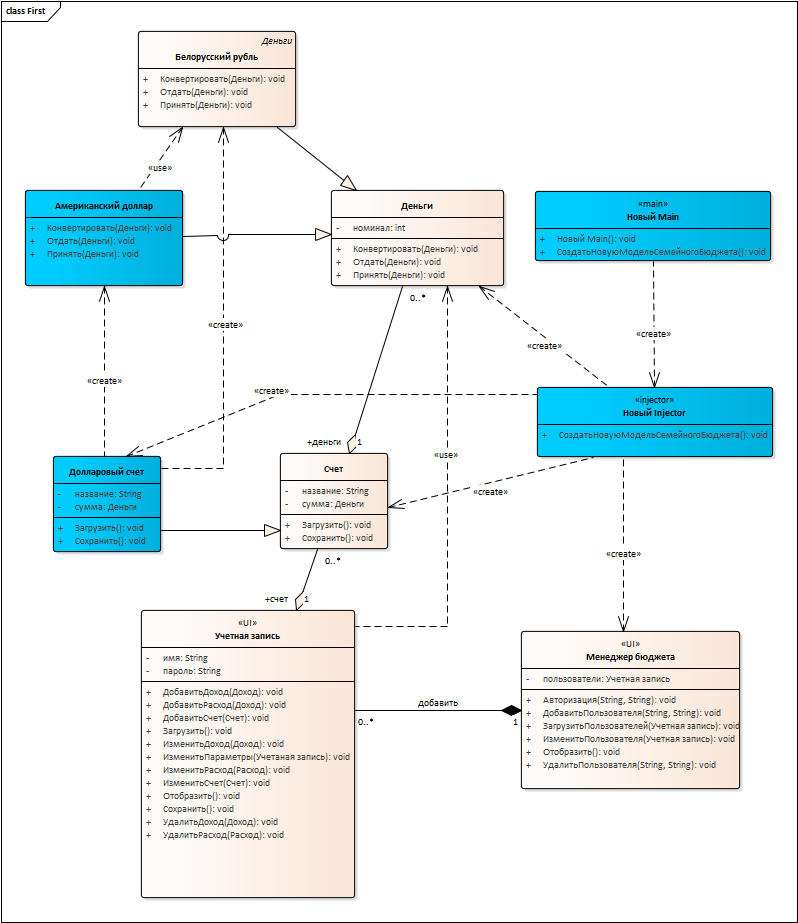 class First
Деньги
Белорусский рубль
+ Конвертировать(Деньги): void
+ Отдать(Деньги): void
+ Принять(Деньги): void
«use»
Американский доллар
+ Конвертировать(Деньги): void
+ Отдать(Деньги): void
+ Принять(Деньги): void
Деньги
- номинал: int
+ Конвертировать(Деньги): void
+ Отдать(Деньги): void
+ Принять(Деньги): void
«main»
Новый Main
+ Новый Main(): void
+ СоздатьНовуюМодельСемейногоБюджета(): void
0..*
«create»
«create»
«create»
«create»
«create»
«injector»
Новый Injector
+ СоздатьНовуюМодельСемейногоБюджета(): void
+деньги 1
«use»
Долларовый счет
- название: String
- сумма: Деньги
+ Загрузить(): void
+ Сохранить(): void
Счет
- название: String
- сумма: Деньги
+ Загрузить(): void
+ Сохранить(): void
«create»
«create»
0..*
+счет 1
«UI»
Учетная запись
- имя: String
- пароль: String
+ ДобавитьДоход(Доход): void
+ ДобавитьРасход(Доход): void
+ ДобавитьСчет(Счет): void
+ Загрузить(): void
+ ИзменитьДоход(Доход): void
+ ИзменитьПараметры(Учетаная запись): void
+ ИзменитьРасход(Расход): void
+ ИзменитьСчет(Счет): void
+ Отобразить(): void
+ Сохранить(): void
+ УдалитьДоход(Доход): void
+ УдалитьРасход(Расход): void
добавить
0..* 1
«UI»
Менеджер бюджета
- пользователи: Учетная запись
+ Авторизация(String, String): void
+ ДобавитьПользователя(String, String): void
+ ЗагрузитьПользователей(Учетная запись): void
+ ИзменитьПользователя(Учетная запись): void
+ Отобразить(): void
+ УдалитьПользователя(String, String): void